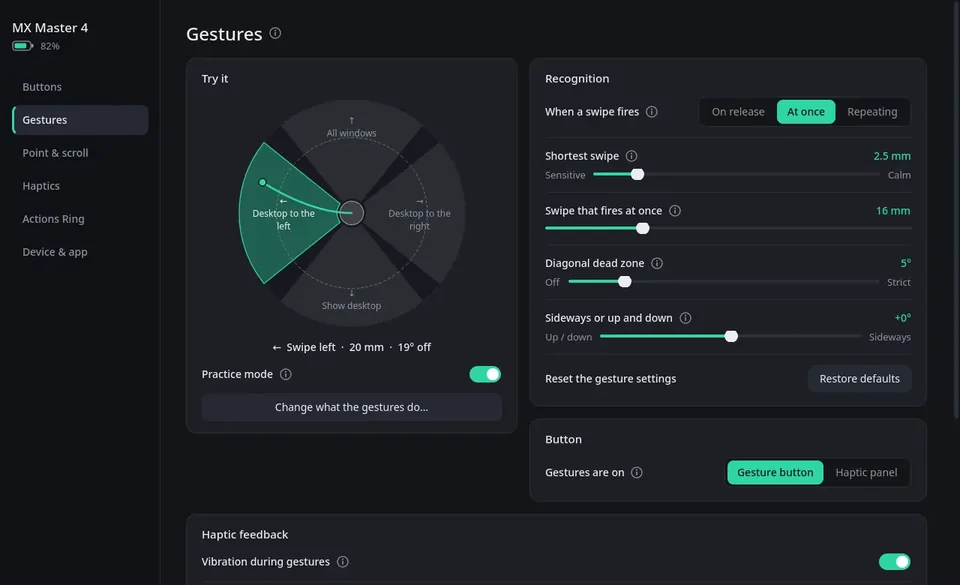 MX Master 4
82%
Buttons
Gestures
Point & scroll
Haptics
Actions Ring
Device & app
Gestures
Try it
↑
All windows
←
Desktop to the
left
→
Desktop to the
right
↓
Show desktop
← Swipe left · 20 mm · 19° off
Practice mode
Change what the gestures do...
Recognition
When a swipe fires
On release
At once
Repeating
Shortest swipe
2.5 mm
Sensitive
Calm
Swipe that fires at once
16 mm
Diagonal dead zone
5°
Off
Strict
Sideways or up and down
+0°
Up / down
Sideways
Reset the gesture settings
Restore defaults
Button
Gestures are on
Gesture button
Haptic panel
Haptic feedback
Vibration during gestures